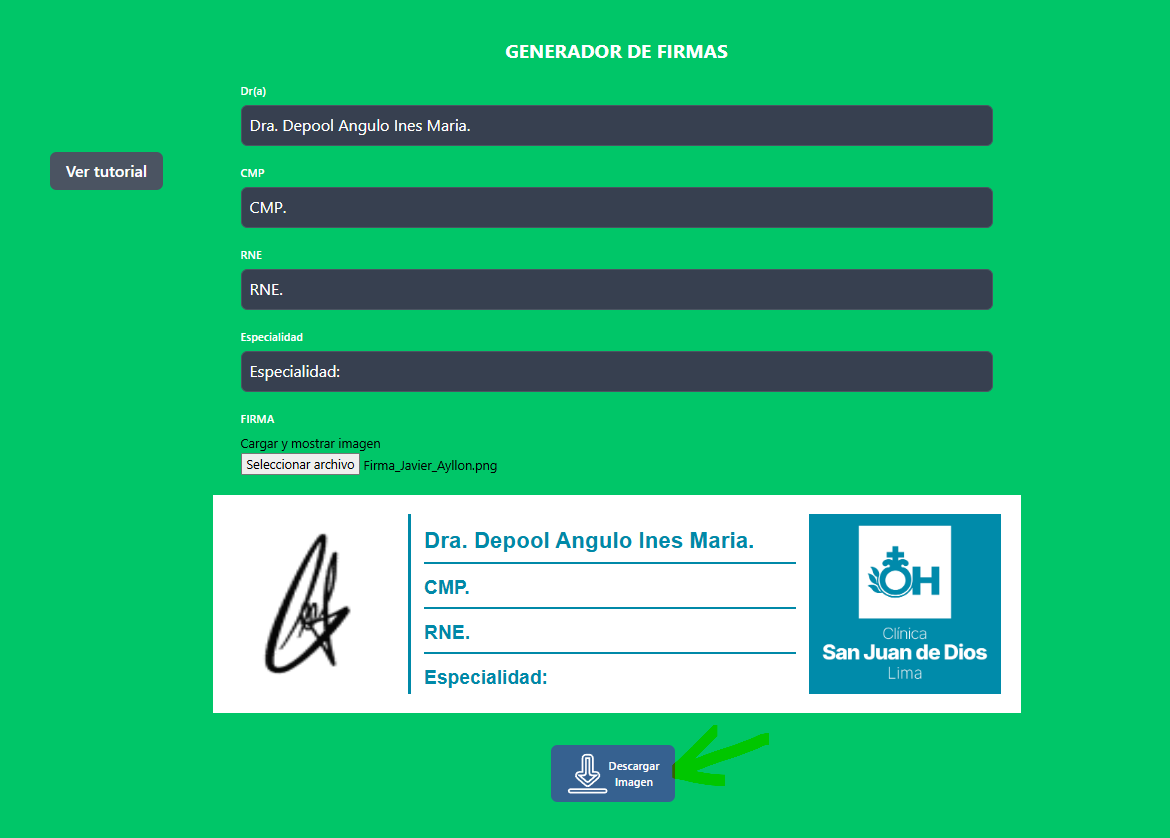 GENERADOR DE FIRMAS
Dr(a)
Dra. Depool Angulo Ines Maria.
Ver tutorial
CMP
CMP.
RNE
RNE.
Especialidad
Especialidad:
FIRMA
Cargar y mostrar imagen
Seleccionar archivo Firma_Javier_Ayllon.png
Dra. Depool Angulo Ines Maria.
CMP.
RNE.
Especialidad:
OH
Clínica
San Juan de Dios
Lima
Descargar
Imagen